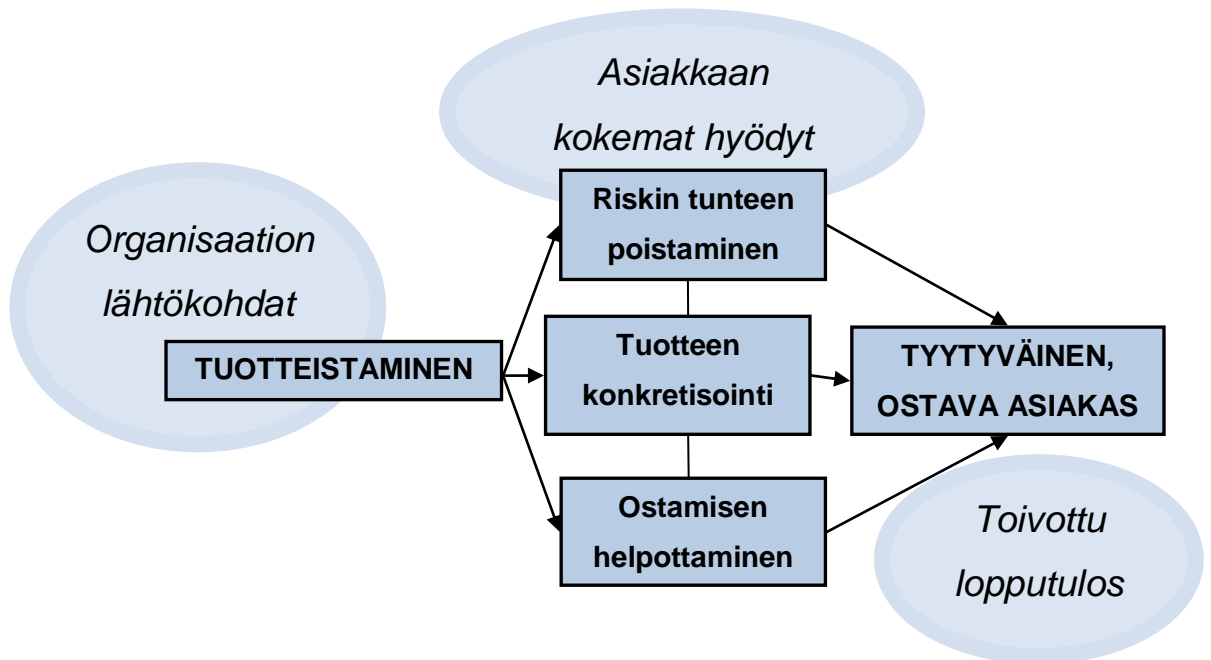 Asiakkaan
kokemat hyödyt
Organisaation
lähtökohdat
TUOTTEISTAMINEN
Riskin tunteen
poistaminen
Tuotteen
konkretisointi
Ostamisen
helpottaminen
TYYTYVÄINEN,
OSTAVA ASIAKAS
Toivottu
lopputulos